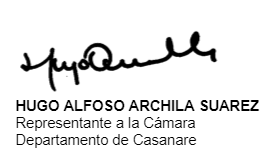 HUGO ALFOSO ARCHILA SUAREZ
Representante a la Cámara
Departamento de Casanare